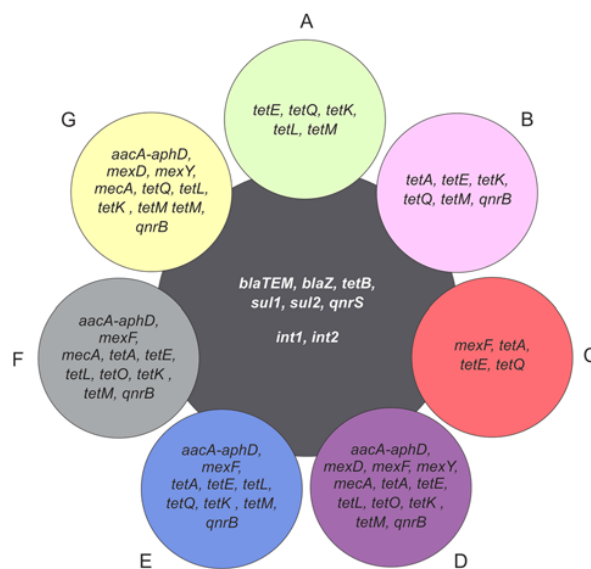 A
tetE, tetQ, tetK,
tetL, tetM
B
tetA, tetE, tetK,
tetQ, tetM, qnrB
C
mexF, tetA,
tetE, tetQ
D
aacA-aphD,
mexD, mexF, mexY,
mecA, tetA, tetE,
tetL, tetO, tetK ,
tetM, qnrB
E
aacA-aphD,
mexF,
tetA, tetE, tetL,
tetQ, tetK , tetM,
qnrB
F
aacA-aphD,
mexF,
mecA, tetA, tetE,
tetL, tetO, tetK ,
tetM, qnrB
G
aacA-aphD,
mexD, mexY,
mecA, tetQ, tetL,
tetK , tetM tetM,
qnrB
blaTEM, blaZ, tetB,
sul1, sul2, qnrS
int1, int2